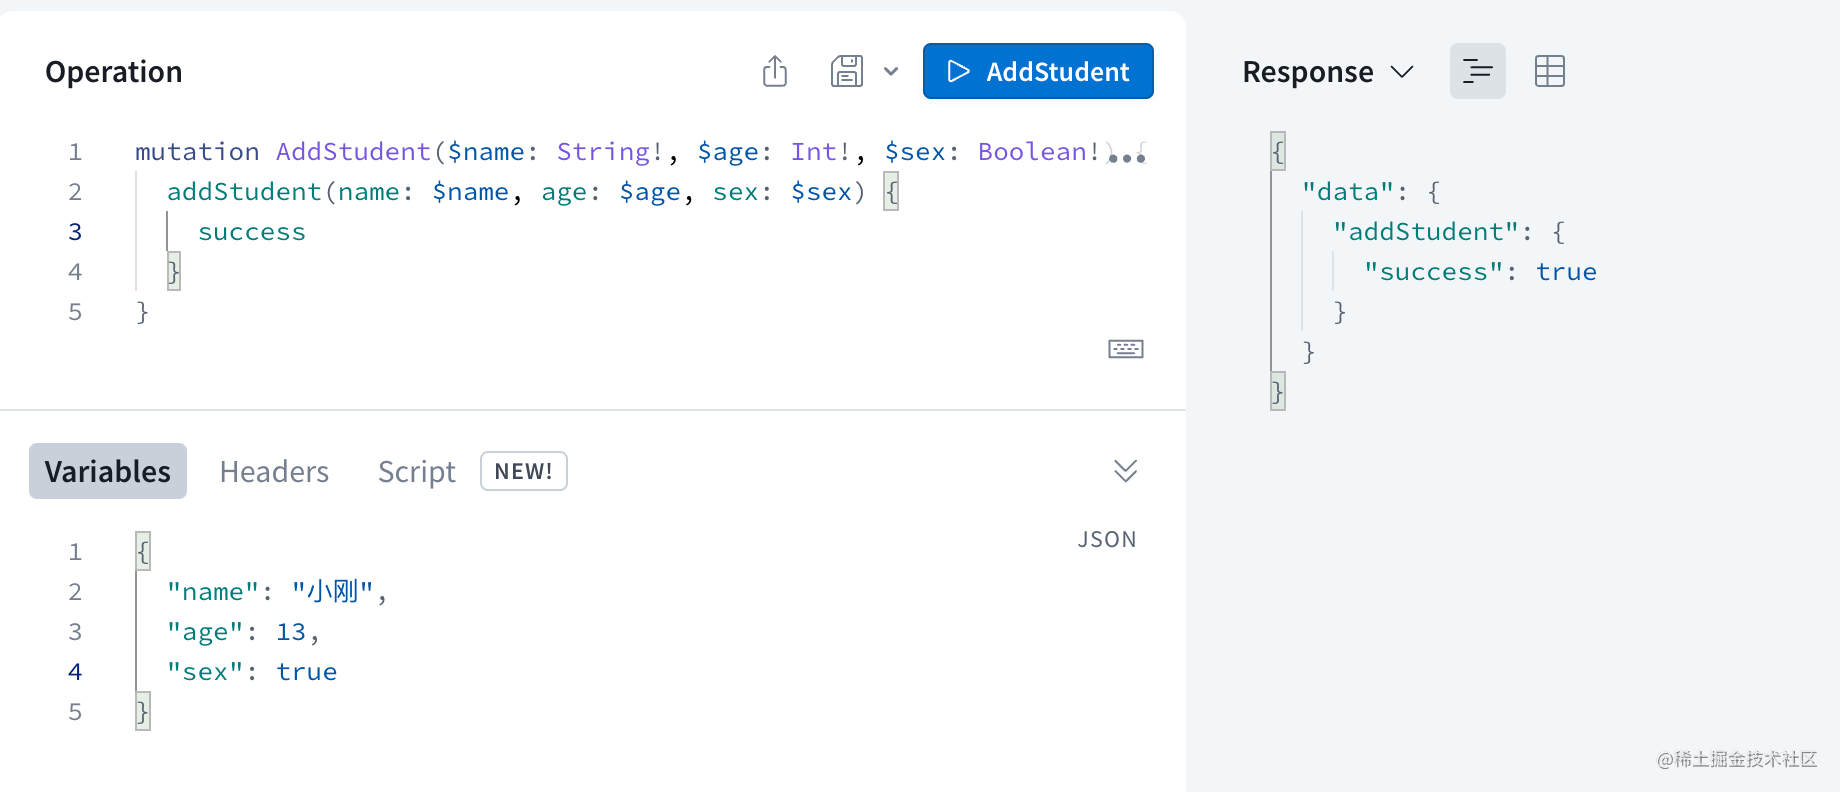 Operation
AddStudent
1 mutation AddStudent($name: String!, $age: Int!, $sex: Boolean!) {
2 addStudent(name: $name, age: $age, sex: $sex) {
3 success
4 }
5 }
Variables Headers Script NEW!
JSON
1 {
2 "name": "小刚",
3 "age": 13,
4 "sex": true
5 }
Response
{
"data": {
"addStudent": {
"success": true
}
}
}
@稀土掘金技术社区